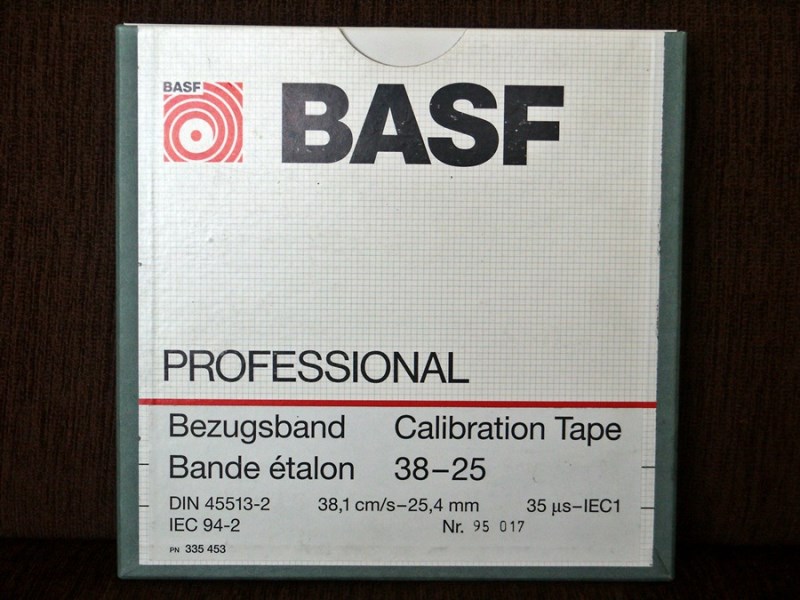 BASF
BASF
PROFESSIONAL
Bezugsband Calibration Tape
Bande étalon 38–25
DIN 45513-2 38,1 cm/s–25,4 mm 35 µs–IEC1
IEC 94-2 Nr. 95 017
PN 335 453